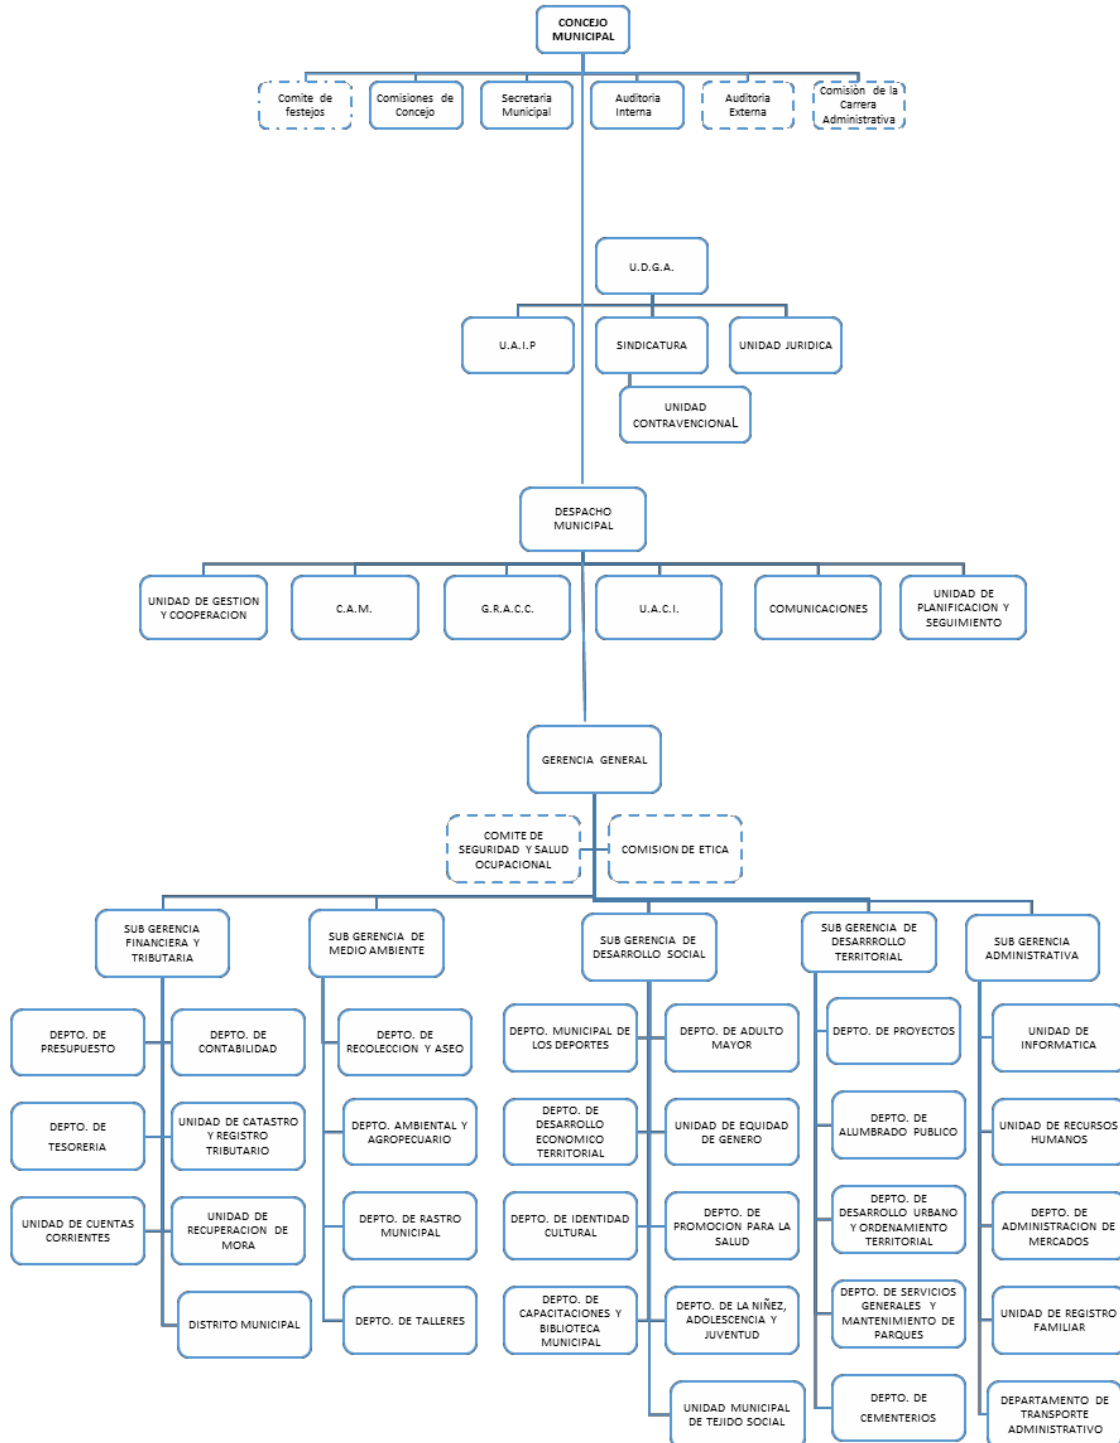 CONCEJO
MUNICIPAL
Comite de
festejos
Comisiones de
Concejo
Secretaria
Municipal
Auditoria
Interna
Auditoria
Externa
Comisiòn de la
Carrera
Administrativa
U.D.G.A.
U.A.I.P
SINDICATURA
UNIDAD JURIDICA
UNIDAD
CONTRAVENCIONAL
DESPACHO
MUNICIPAL
UNIDAD DE GESTION
Y COOPERACION
C.A.M.
G.R.A.C.C.
U.A.C.I.
COMUNICACIONES
UNIDAD DE
PLANIFICACION Y
SEGUIMIENTO
GERENCIA GENERAL
COMITE DE
SEGURIDAD Y SALUD
OCUPACIONAL
COMISION DE ETICA
SUB GERENCIA
FINANCIERA Y
TRIBUTARIA
SUB GERENCIA DE
MEDIO AMBIENTE
SUB GERENCIA DE
DESARROLLO SOCIAL
SUB GERENCIA DE
DESARRROLLO
TERRITORIAL
SUB GERENCIA
ADMINISTRATIVA
DEPTO. DE
PRESUPUESTO
DEPTO. DE
CONTABILIDAD
DEPTO. DE
RECOLECCION Y ASEO
DEPTO. MUNICIPAL DE
LOS DEPORTES
DEPTO. DE ADULTO
MAYOR
DEPTO. DE PROYECTOS
UNIDAD DE
INFORMATICA
DEPTO. DE
TESORERIA
UNIDAD DE CATASTRO
Y REGISTRO
TRIBUTARIO
DEPTO. AMBIENTAL Y
AGROPECUARIO
DEPTO. DE
DESARROLLO
ECONOMICO
TERRITORIAL
UNIDAD DE EQUIDAD
DE GENERO
DEPTO. DE
ALUMBRADO PUBLICO
UNIDAD DE RECURSOS
HUMANOS
UNIDAD DE CUENTAS
CORRIENTES
UNIDAD DE
RECUPERACION DE
MORA
DEPTO. DE RASTRO
MUNICIPAL
DEPTO. DE IDENTIDAD
CULTURAL
DEPTO. DE
PROMOCION PARA LA
SALUD
DEPTO. DE
DESARROLLO URBANO
Y ORDENAMIENTO
TERRITORIAL
DEPTO. DE
ADMINISTRACION DE
MERCADOS
DISTRITO MUNICIPAL
DEPTO. DE TALLERES
DEPTO. DE
CAPACITACIONES Y
BIBLIOTECA
MUNICIPAL
DEPTO. DE LA NIÑEZ,
ADOLESCENCIA Y
JUVENTUD
DEPTO. DE SERVICIOS
GENERALES Y
MANTENIMIENTO DE
PARQUES
UNIDAD DE REGISTRO
FAMILIAR
UNIDAD MUNICIPAL
DE TEJIDO SOCIAL
DEPTO. DE
CEMENTERIOS
DEPARTAMENTO DE
TRANSPORTE
ADMINISTRATIVO